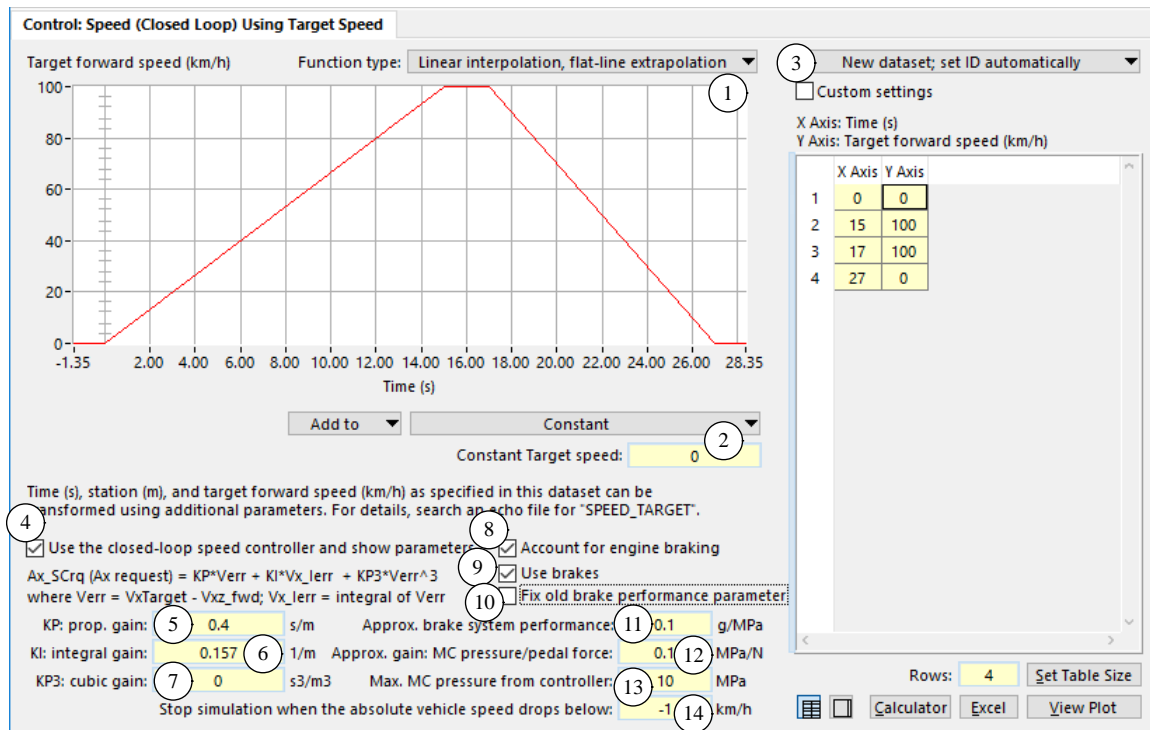 Control: Speed (Closed Loop) Using Target Speed
Target forward speed (km/h) Function type: Linear interpolation, flat-line extrapolation
1
3 New dataset; set ID automatically
Custom settings
X Axis: Time (s)
Y Axis: Target forward speed (km/h)
100
80
60
40
20
0
-1.35 2.00 4.00 6.00 8.00 10.00 12.00 14.00 16.00 18.00 20.00 22.00 24.00 26.00 28.35
Time (s)
X Axis Y Axis
1 0 0
2 15 100
3 17 100
4 27 0
Add to Constant
2
Constant Target speed: 0
Time (s), station (m), and target forward speed (km/h) as specified in this dataset can be
transformed using additional parameters. For details, search an echo file for "SPEED_TARGET".
4 8
Use the closed-loop speed controller and show parameters Account for engine braking
Ax_SCrq (Ax request) = KP*Verr + KI*Vx_Ierr + KP3*Verr^3 9 Use brakes
where Verr = VxTarget - Vxz_fwd; Vx_Ierr = integral of Verr 10 Fix old brake performance parameter
KP: prop. gain: 5 0.4 s/m Approx. brake system performance: 11 0.1 g/MPa
KI: integral gain: 0.157 6 1/m Approx. gain: MC pressure/pedal force: 0.1 12 MPa/N
KP3: cubic gain: 7 0 s3/m3 Max. MC pressure from controller: 13 10 MPa
Stop simulation when the absolute vehicle speed drops below: -1 14 km/h
Rows: 4 Set Table Size
Calculator Excel View Plot